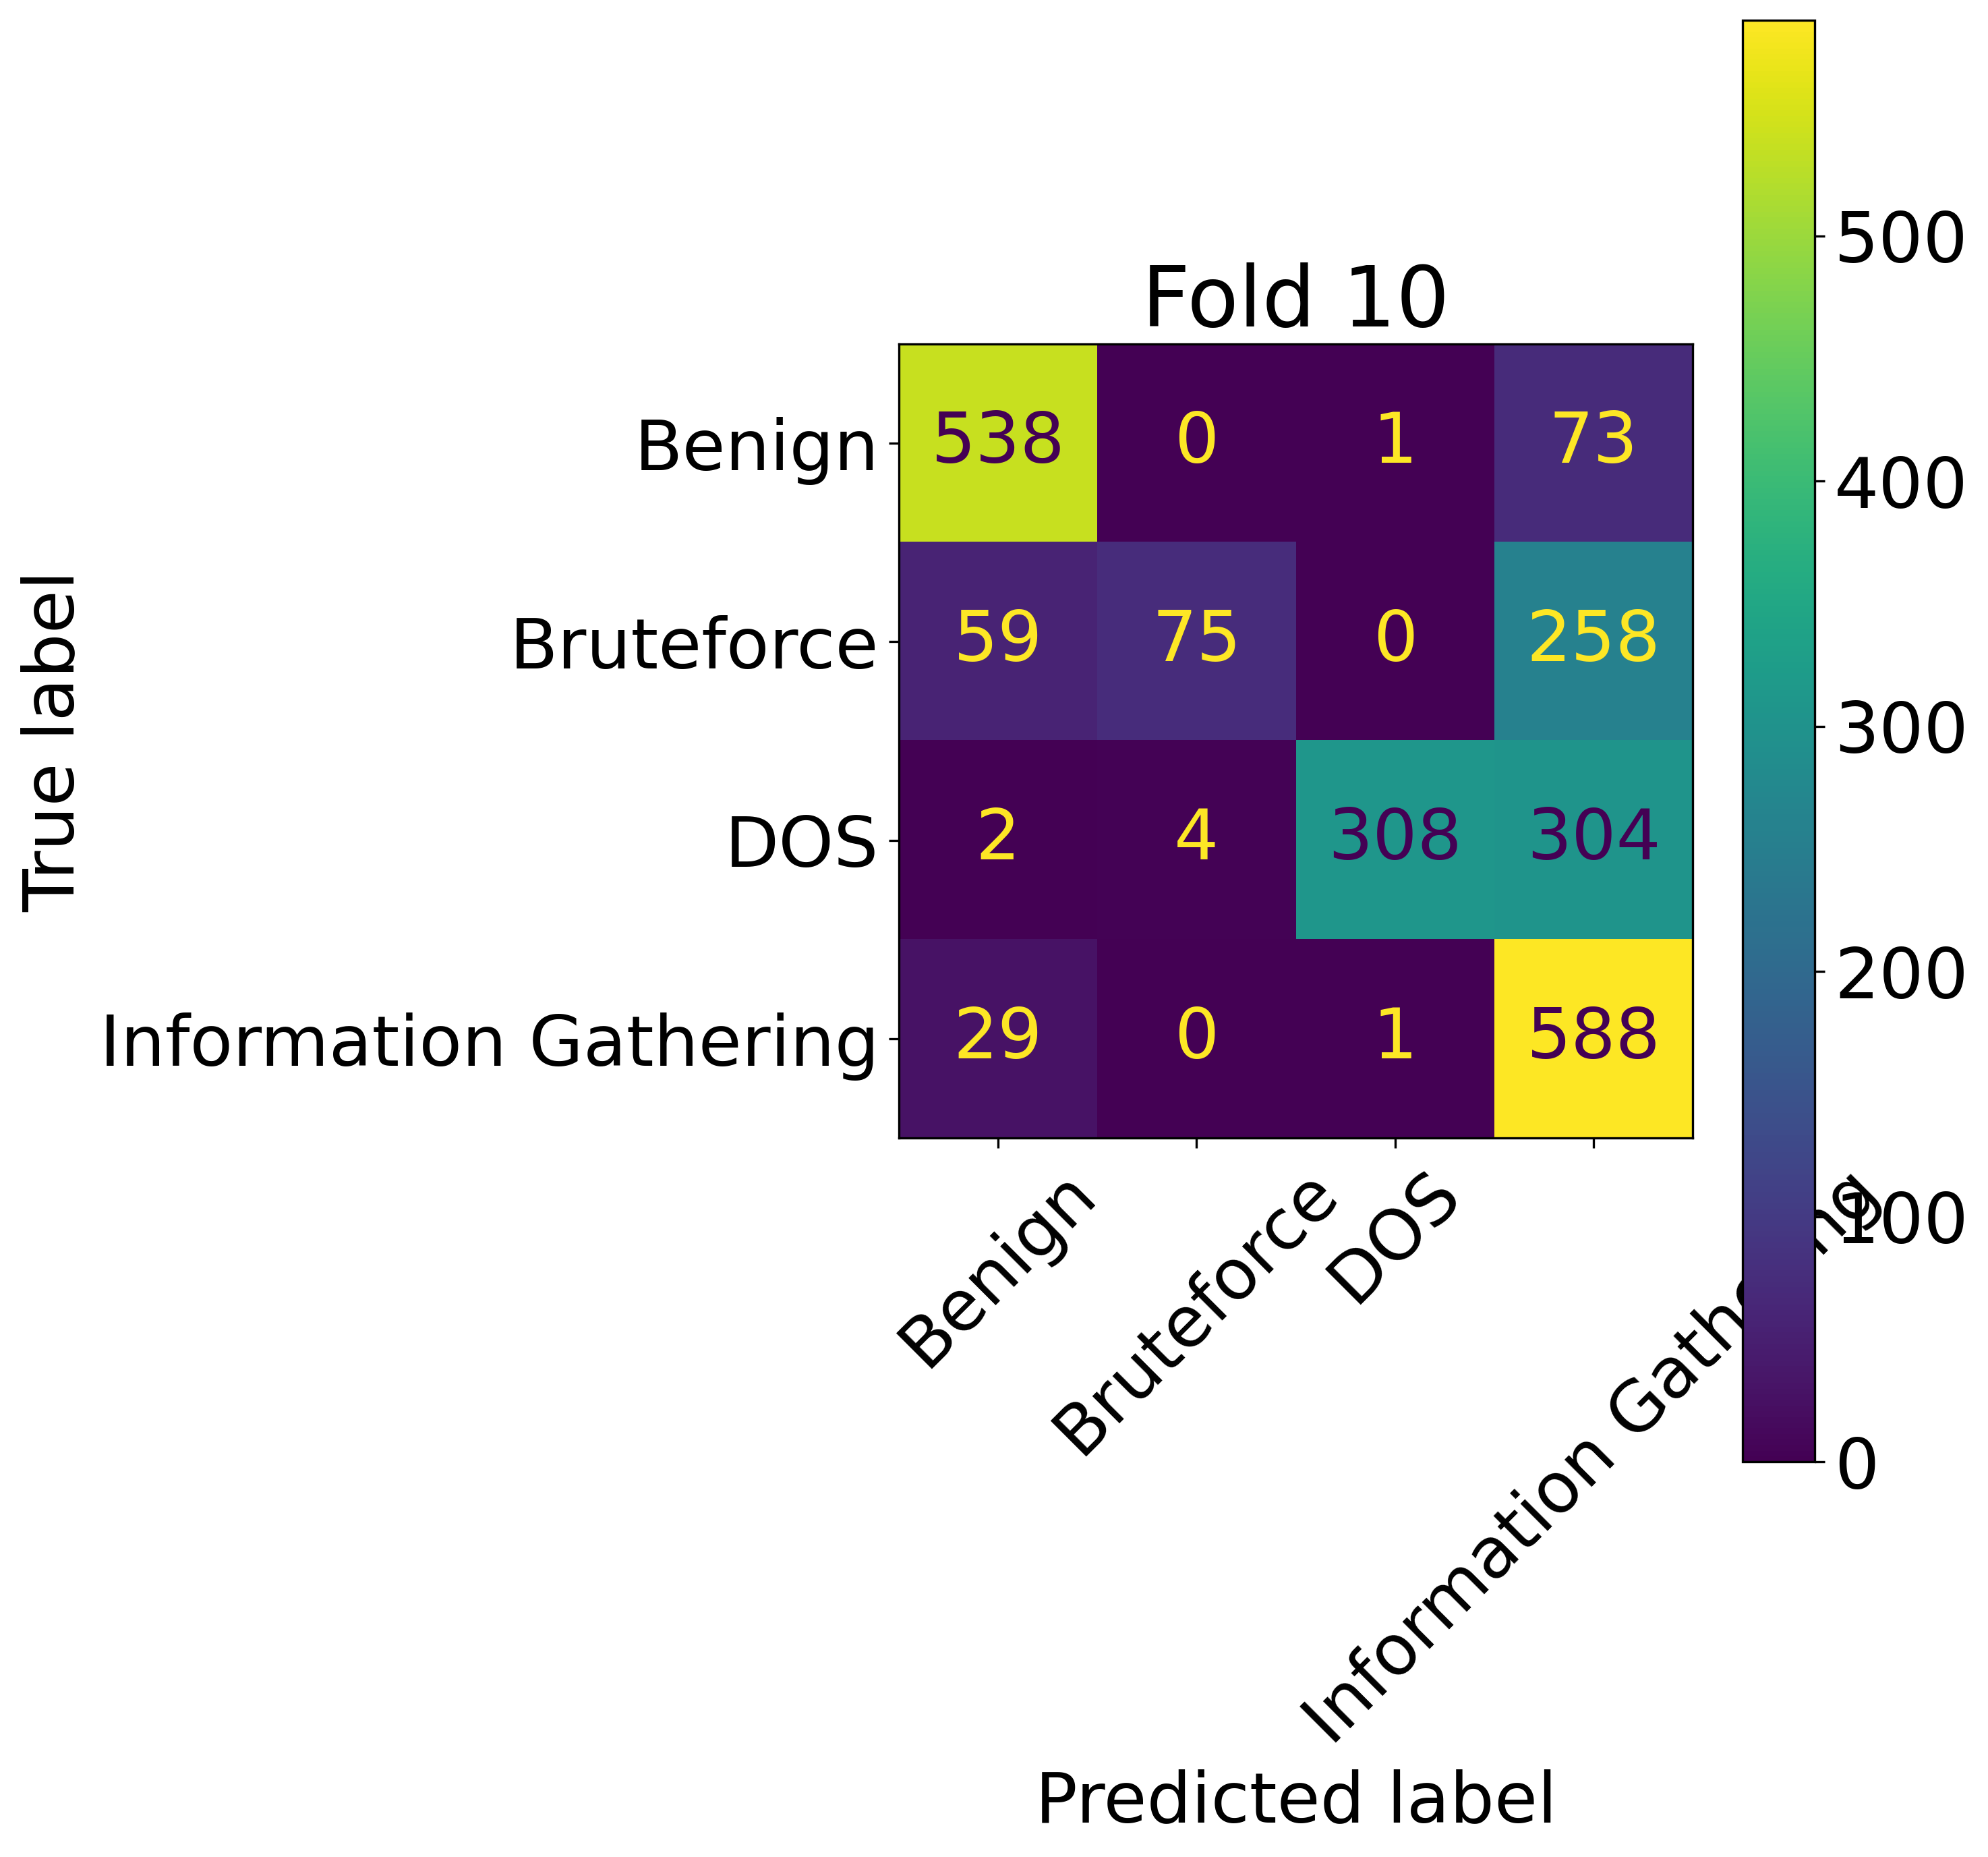 Fold 10
True label
Benign 538 0 1 73
Bruteforce 59 75 0 258
DOS 2 4 308 304
Information Gathering 29 0 1 588
Benign
Bruteforce
DOS
Information Gathering
Predicted label
500
400
300
200
100
0